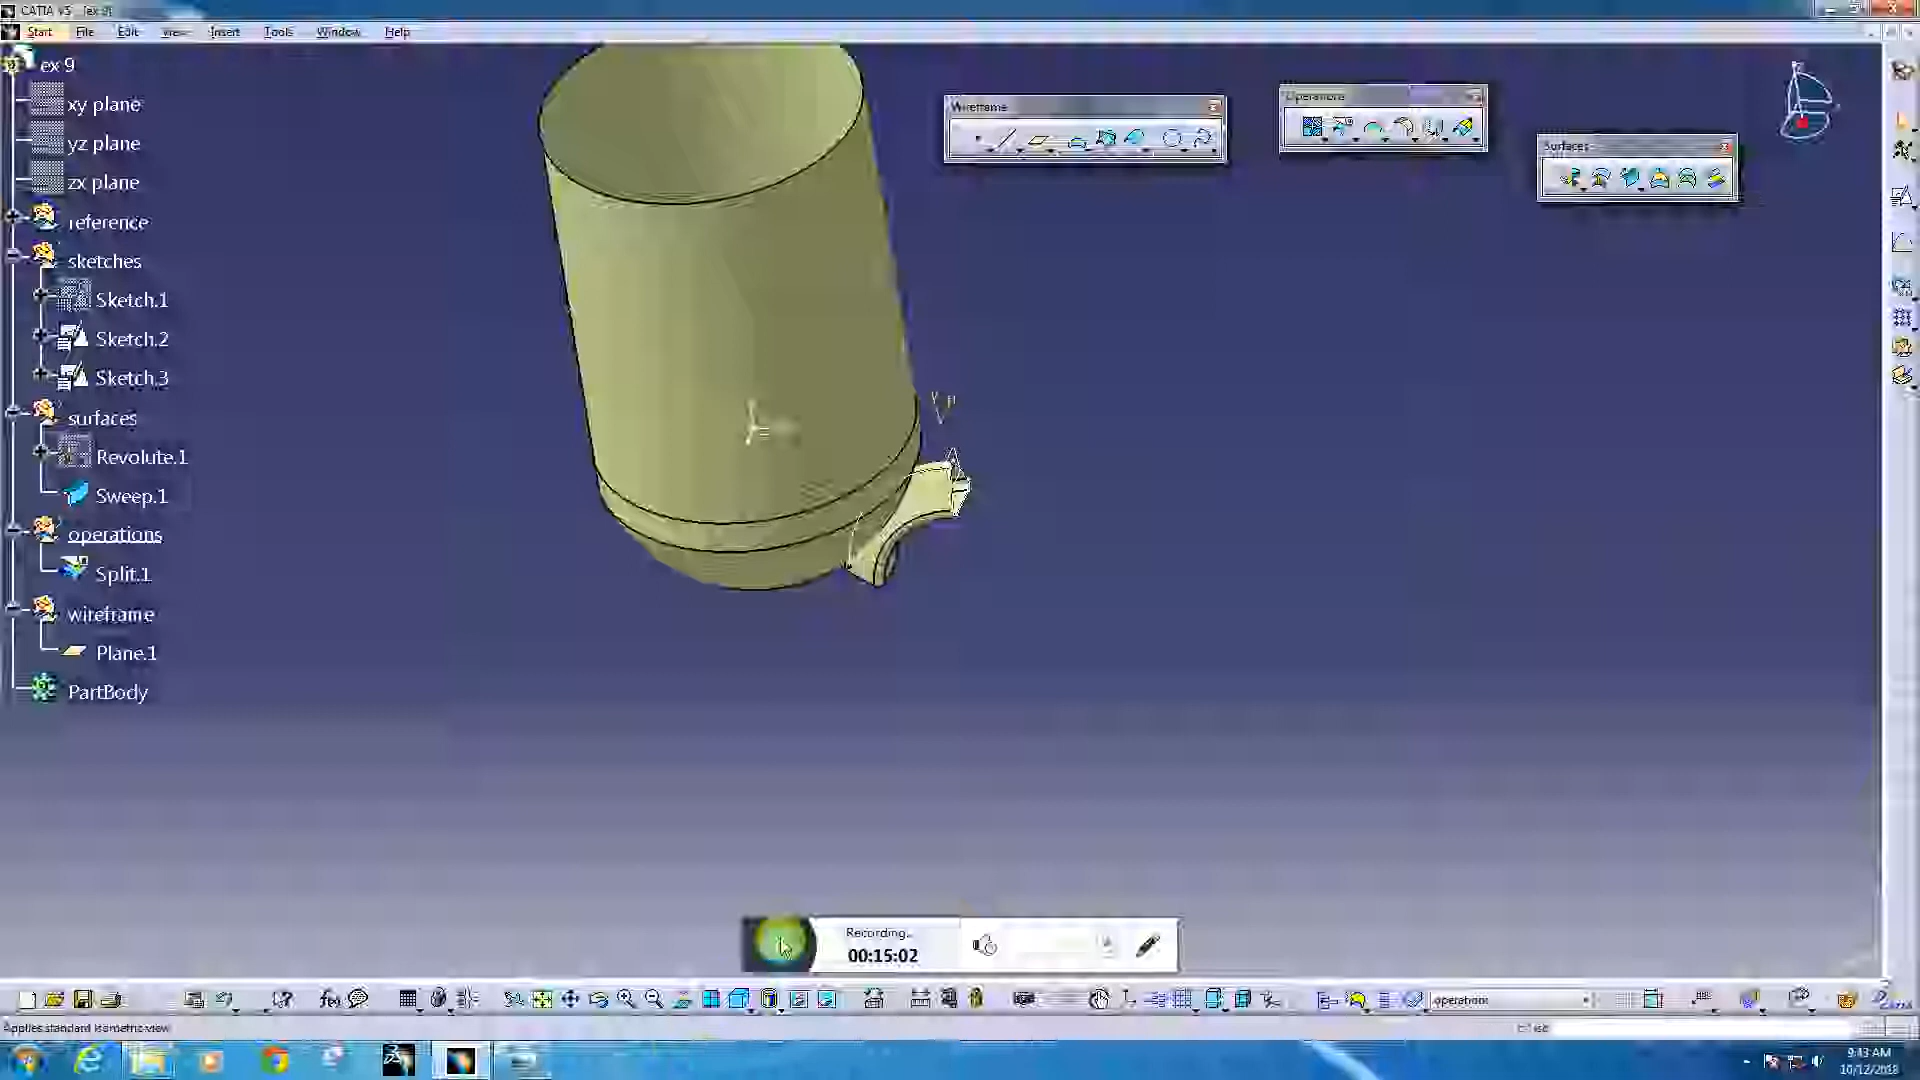 CATIA V5 - [ex 9]
Start File Edit View Insert Tools Window Help
ex 9
xy plane
yz plane
zx plane
reference
sketches
Sketch.1
Sketch.2
Sketch.3
surfaces
Revolute.1
Sweep.1
operations
Split.1
wireframe
Plane.1
PartBody
Wireframe
Operations
Surfaces
Recording...
00:15:02
operations
Applies standard isometric view
9:43 AM
10/12/2018